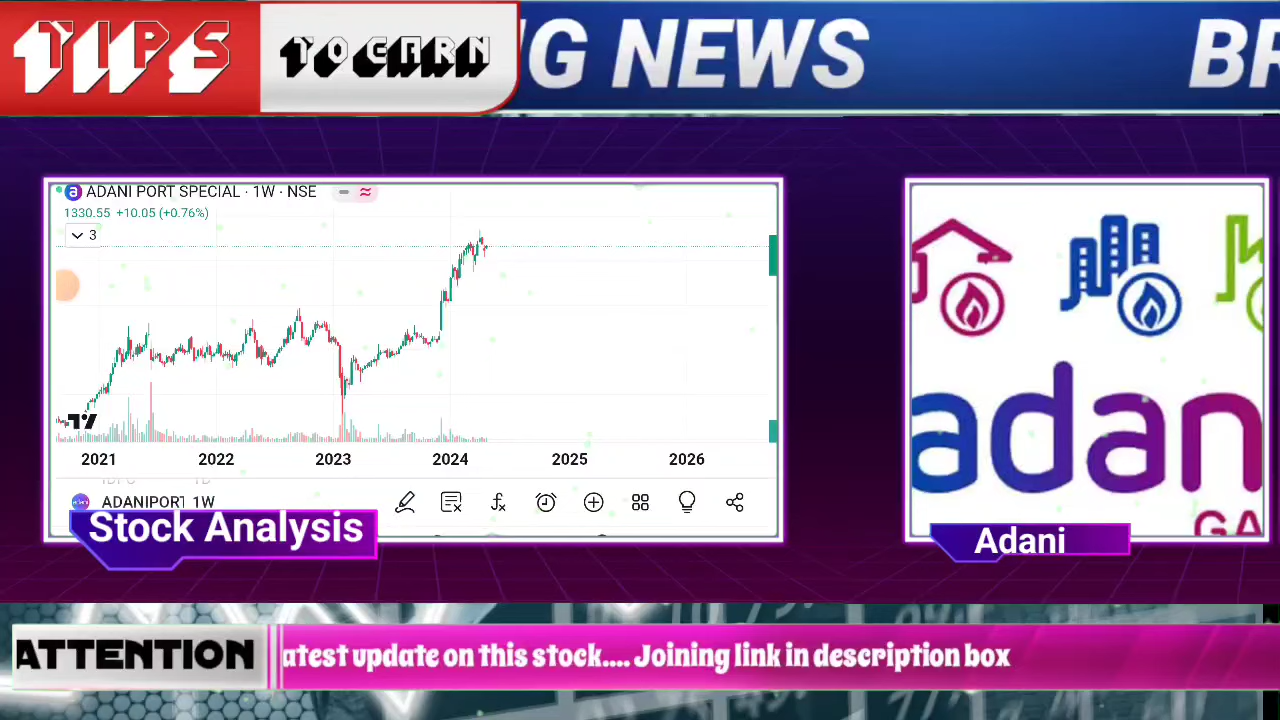 TIPS
TO EARN
G NEWS
BR
ADANI PORT SPECIAL · 1W · NSE
1330.55 +10.05 (+0.76%)
3
2021 2022 2023 2024 2025 2026
ADANIPORT 1W
Stock Analysis
adan
GA
Adani
ATTENTION
atest update on this stock.... Joining link in description box